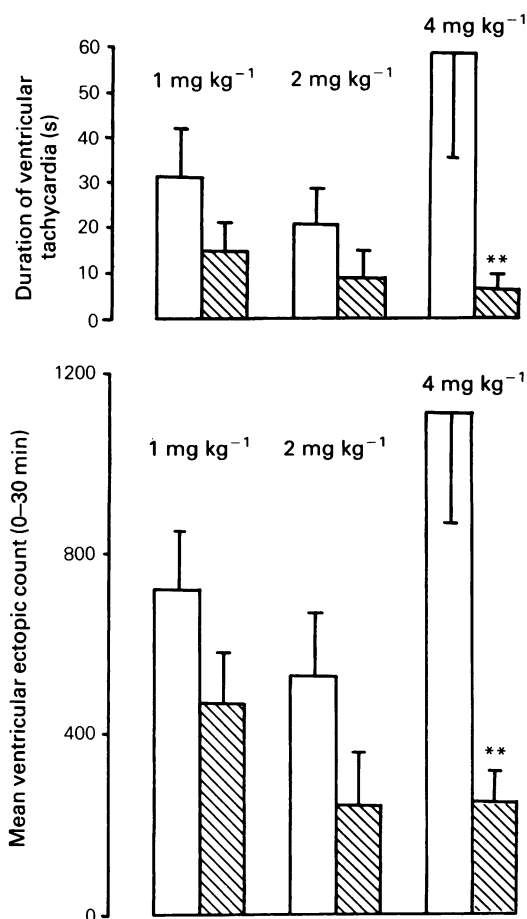 4 mg kg⁻¹
1 mg kg⁻¹ 2 mg kg⁻¹
60
50
40
30
20
10
0
Duration of ventricular
tachycardia (s)
**
1200
800
400
0
Mean ventricular ectopic count (0–30 min)
4 mg kg⁻¹
1 mg kg⁻¹ 2 mg kg⁻¹
**